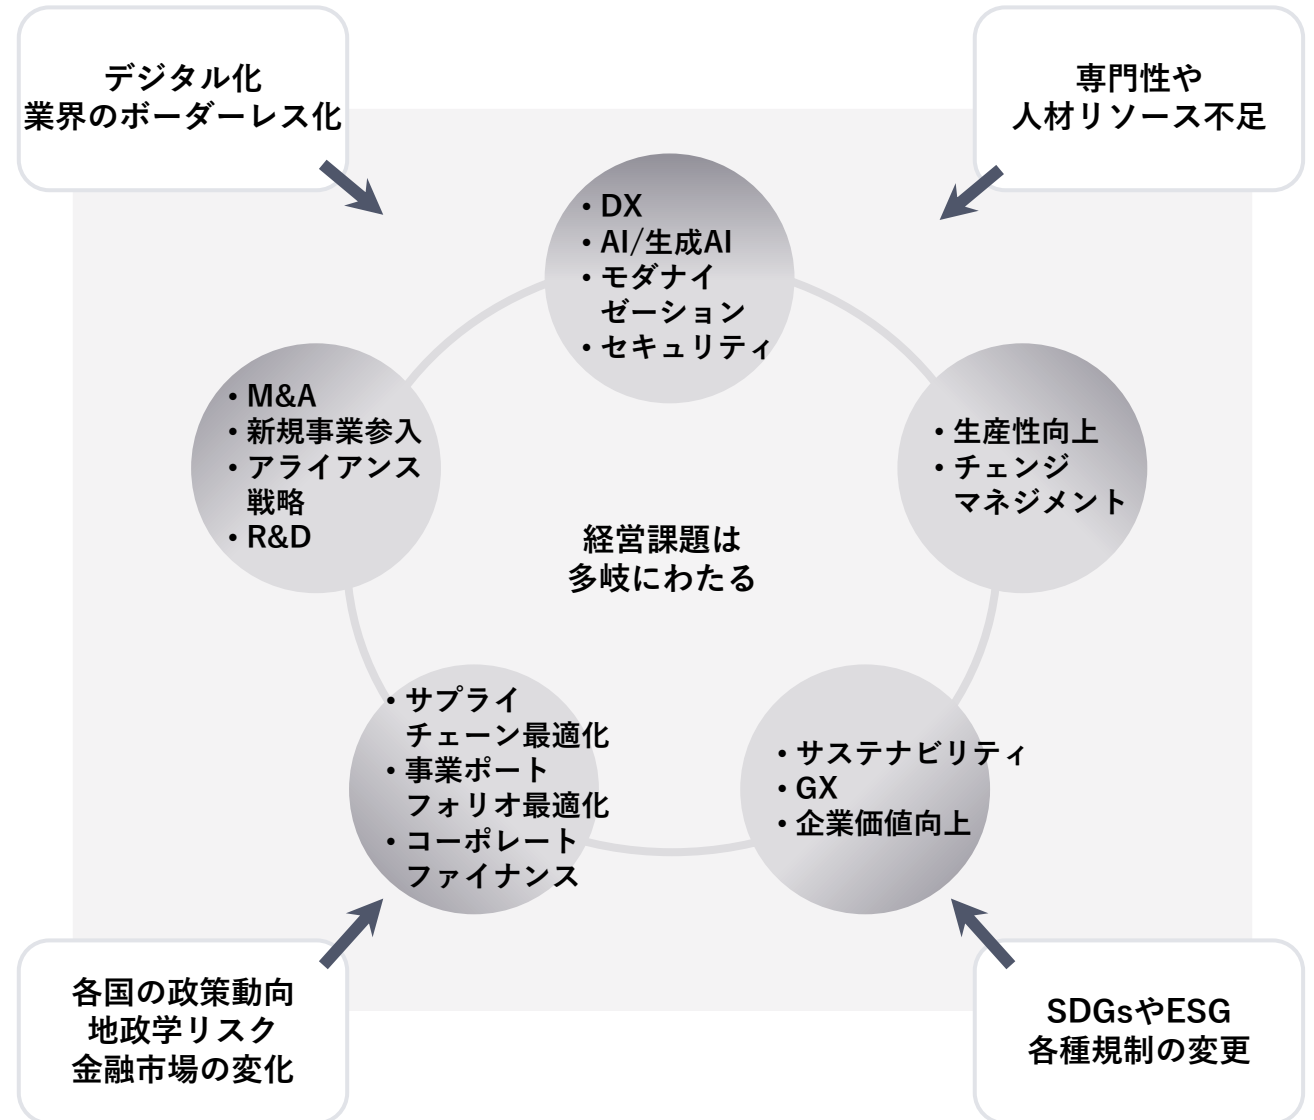 デジタル化
業界のボーダーレス化
専門性や
人材リソース不足
・DX
・AI/生成AI
・モダナイ
ゼーション
・セキュリティ
・M&A
・新規事業参入
・アライアンス
戦略
・R&D
・生産性向上
・チェンジ
マネジメント
経営課題は
多岐にわたる
・サプライ
チェーン最適化
・事業ポート
フォリオ最適化
・コーポレート
ファイナンス
・サステナビリティ
・GX
・企業価値向上
各国の政策動向
地政学リスク
金融市場の変化
SDGsやESG
各種規制の変更